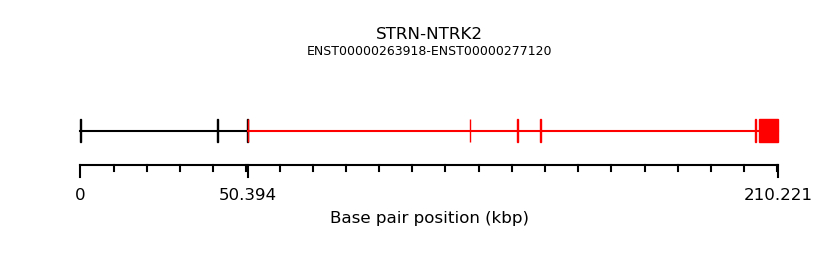 STRN-NTRK2
ENST00000263918-ENST00000277120
0 50.394 210.221
Base pair position (kbp)